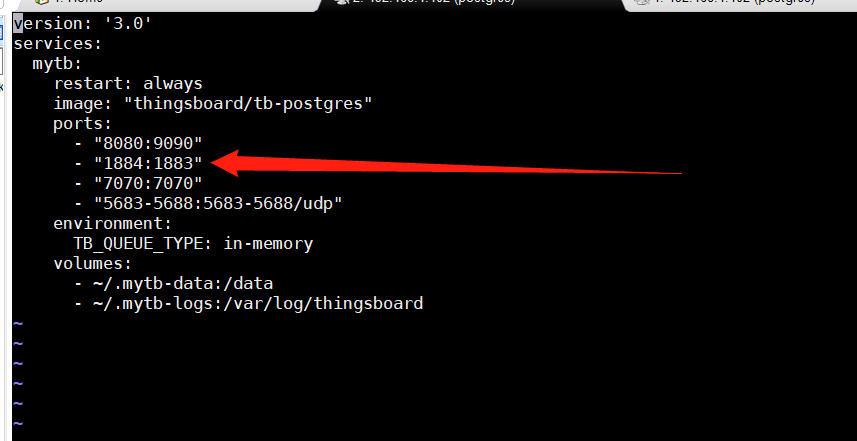 version: '3.0'
services:
  mytb:
    restart: always
    image: "thingsboard/tb-postgres"
    ports:
      - "8080:9090"
      - "1884:1883"
      - "7070:7070"
      - "5683-5688:5683-5688/udp"
    environment:
      TB_QUEUE_TYPE: in-memory
    volumes:
      - ~/.mytb-data:/data
      - ~/.mytb-logs:/var/log/thingsboard
~
~
~
~
~
~